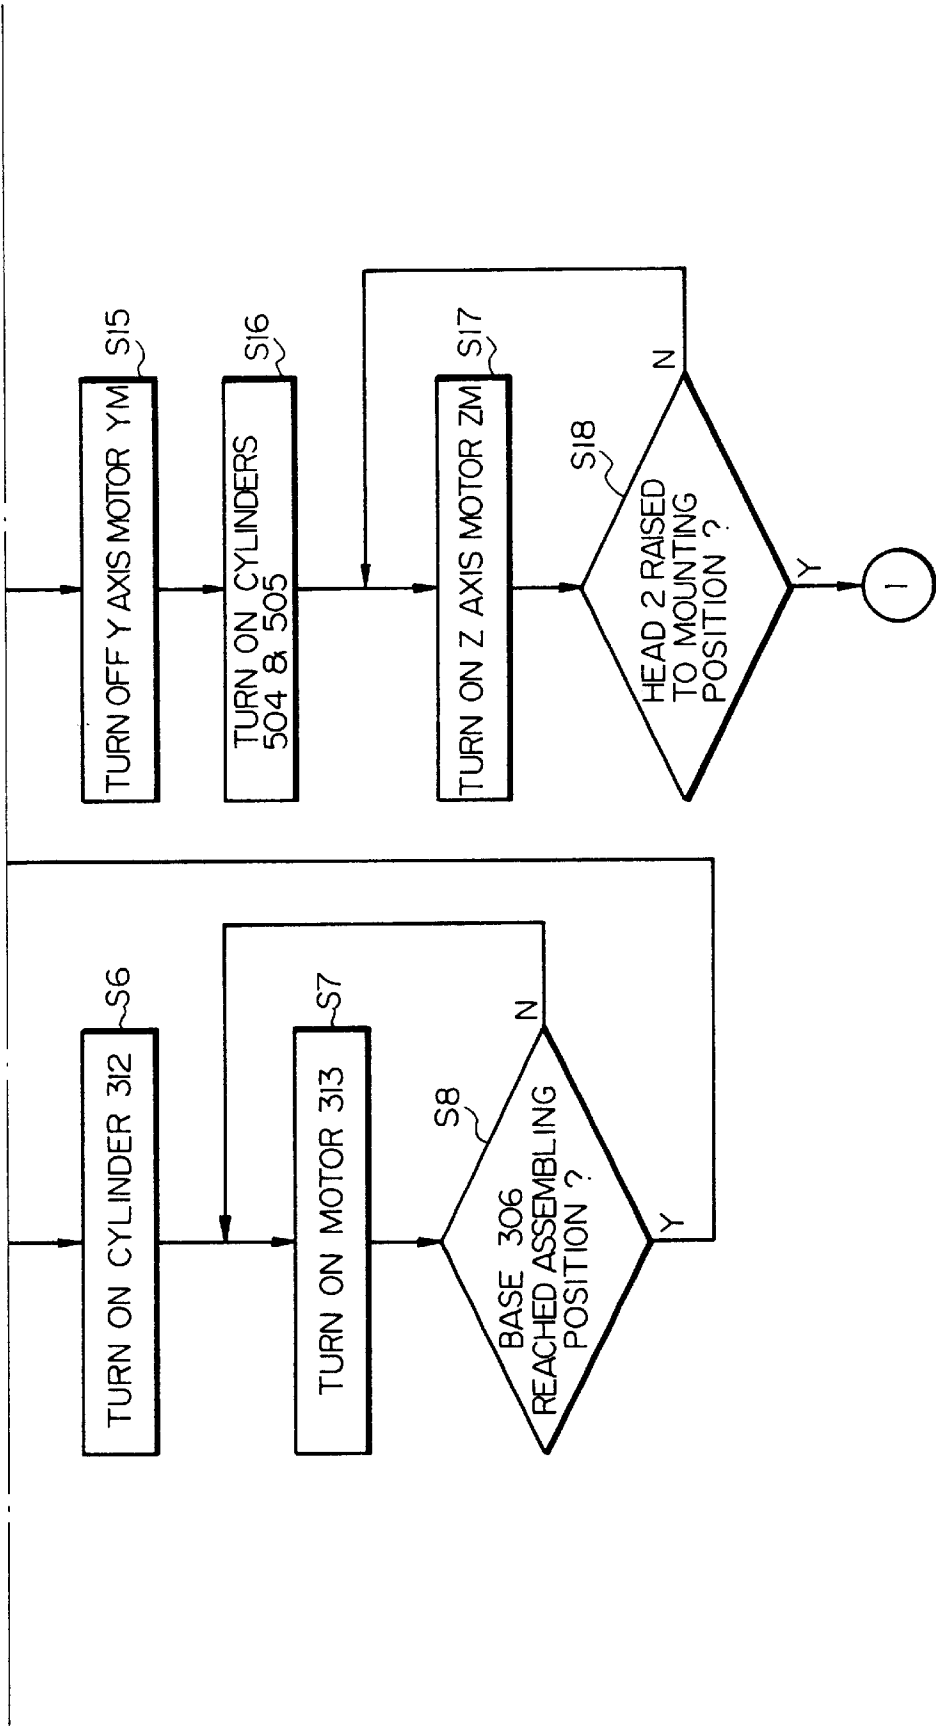 S6
TURN ON CYLINDER 312
S7
TURN ON MOTOR 313
S8
BASE 306
REACHED ASSEMBLING
POSITION ?
N
Y
S15
TURN OFF Y AXIS MOTOR YM
S16
TURN ON CYLINDERS
504 & 505
S17
TURN ON Z AXIS MOTOR ZM
S18
HEAD 2 RAISED
TO MOUNTING
POSITION ?
N
Y
1